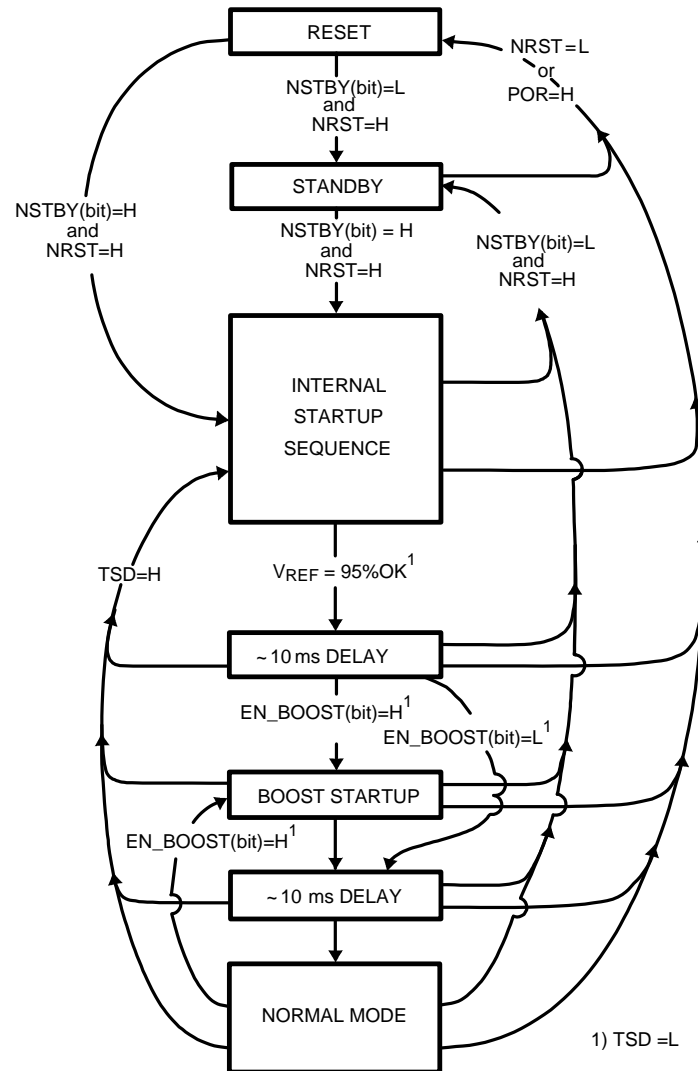 RESET
NRST=L
or
POR=H
NSTBY(bit)=L
and
NRST=H
STANDBY
NSTBY(bit)=H
and
NRST=H
NSTBY(bit) = H
and
NRST=H
NSTBY(bit)=L
and
NRST=H
INTERNAL
STARTUP
SEQUENCE
TSD=H
VREF = 95%OK1
~ 10 ms DELAY
EN_BOOST(bit)=H1
EN_BOOST(bit)=L1
BOOST STARTUP
EN_BOOST(bit)=H1
~ 10 ms DELAY
NORMAL MODE
1) TSD =L